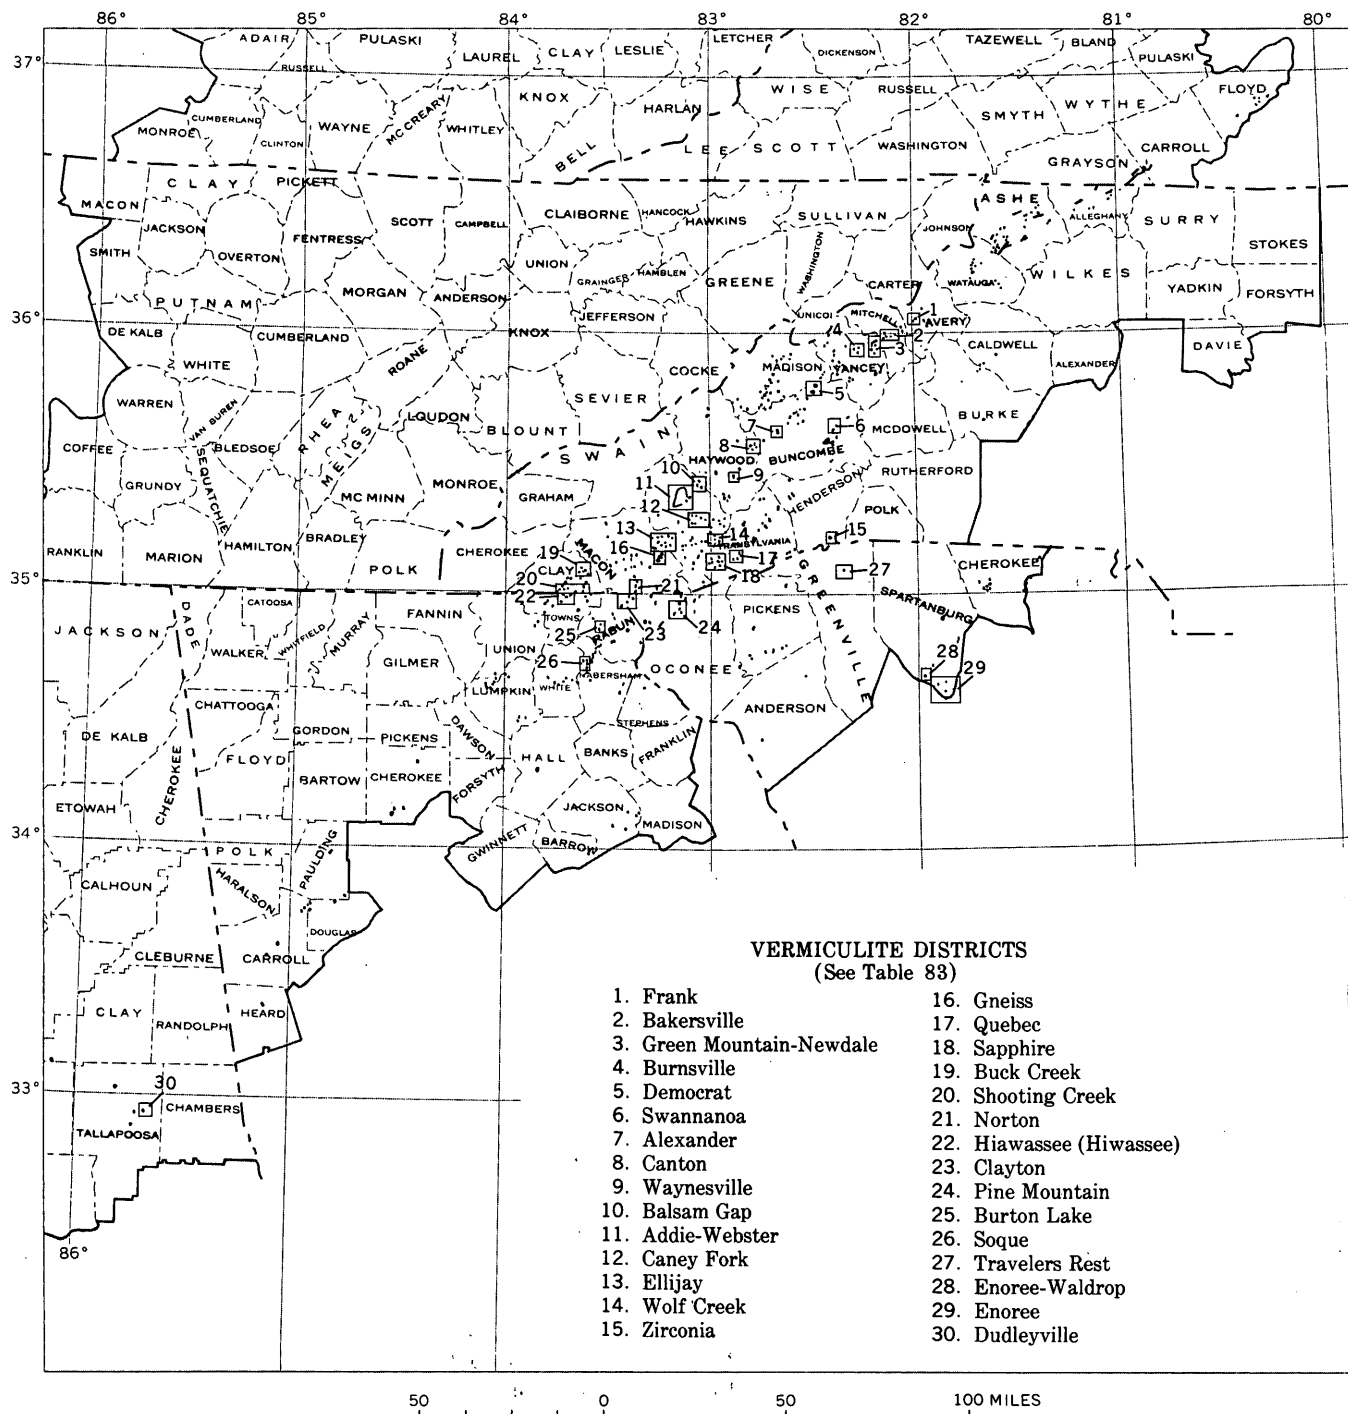 86° 85° 84° 83° 82° 81° 80°
ADAIR PULASKI LAUREL CLAY LESLIE LETCHER DICKENSON TAZEWELL BLAND PULASKI
37°
RUSSELL KNOX HARLAN WISE RUSSELL SMYTH WYTHE FLOYD
MONROE CUMBERLAND CLINTON WAYNE MCCREARY WHITLEY BELL LEE SCOTT WASHINGTON GRAYSON CARROLL
MACON CLAY PICKETT SCOTT CAMPBELL CLAIBORNE HANCOCK HAWKINS SULLIVAN JOHNSON ASHE ALLEGHANY SURRY STOKES
SMITH JACKSON OVERTON FENTRESS UNION GRAINGER HAMBLEN GREENE WASHINGTON CARTER WATAUGA WILKES YADKIN FORSYTH
PUTNAM MORGAN ANDERSON JEFFERSON UNICOI MITCHELL 1 AVERY
36°
DE KALB CUMBERLAND KNOX 4 2 3 CALDWELL ALEXANDER DAVIE
WHITE ROANE COCKE MADISON YANCEY 5
WARREN VAN BUREN RHEA MEIGS LOUDON BLOUNT SEVIER 7 6 MCDOWELL BURKE
COFFEE BLEDSOE SEQUATCHIE SWAIN 8 HAYWOOD BUNCOMBE 9 RUTHERFORD
GRUNDY MC MINN MONROE GRAHAM 10 11 12 HENDERSON POLK
RANKLIN MARION HAMILTON BRADLEY POLK CHEROKEE 13 MACON 14 TRANSYLVANIA 15 CHEROKEE
35°
19 CLAY 16 17 18 27 GREENVILLE SPARTANBURG
20 22 21 PICKENS
JACKSON DADE CATOOSA WALKER WHITFIELD MURRAY FANNIN TOWNS 25 RABUN 23 24
GILMER UNION 26 OCONEE 28 29
CHATTOOGA LUMPKIN WHITE HABERSHAM ANDERSON
DE KALB CHEROKEE FLOYD GORDON PICKENS DAWSON HALL BANKS STEPHENS FRANKLIN
ETOWAH BARTOW CHEROKEE FORSYTH JACKSON MADISON
34°
POLK PAULDING GWINNETT BARROW
CALHOUN HARALSON DOUGLAS
CLEBURNE CARROLL
CLAY RANDOLPH HEARD
33°
30 CHAMBERS
TALLAPOOSA
86°
VERMICULITE DISTRICTS
(See Table 83)
1. Frank
2. Bakersville
3. Green Mountain-Newdale
4. Burnsville
5. Democrat
6. Swannanoa
7. Alexander
8. Canton
9. Waynesville
10. Balsam Gap
11. Addie-Webster
12. Caney Fork
13. Ellijay
14. Wolf Creek
15. Zirconia
16. Gneiss
17. Quebec
18. Sapphire
19. Buck Creek
20. Shooting Creek
21. Norton
22. Hiawassee (Hiwassee)
23. Clayton
24. Pine Mountain
25. Burton Lake
26. Soque
27. Travelers Rest
28. Enoree-Waldrop
29. Enoree
30. Dudleyville
50 0 50 100 MILES